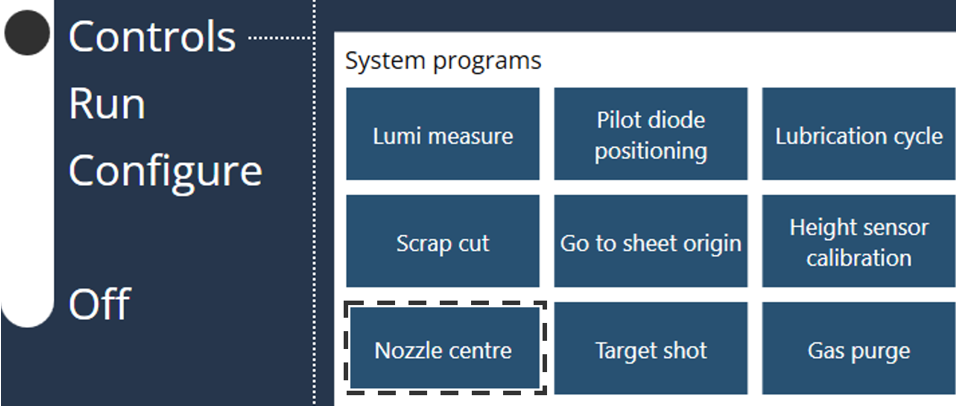 Controls
Run
Configure
Off
System programs
Lumi measure
Pilot diode
positioning
Lubrication cycle
Scrap cut
Go to sheet origin
Height sensor
calibration
Nozzle centre
Target shot
Gas purge